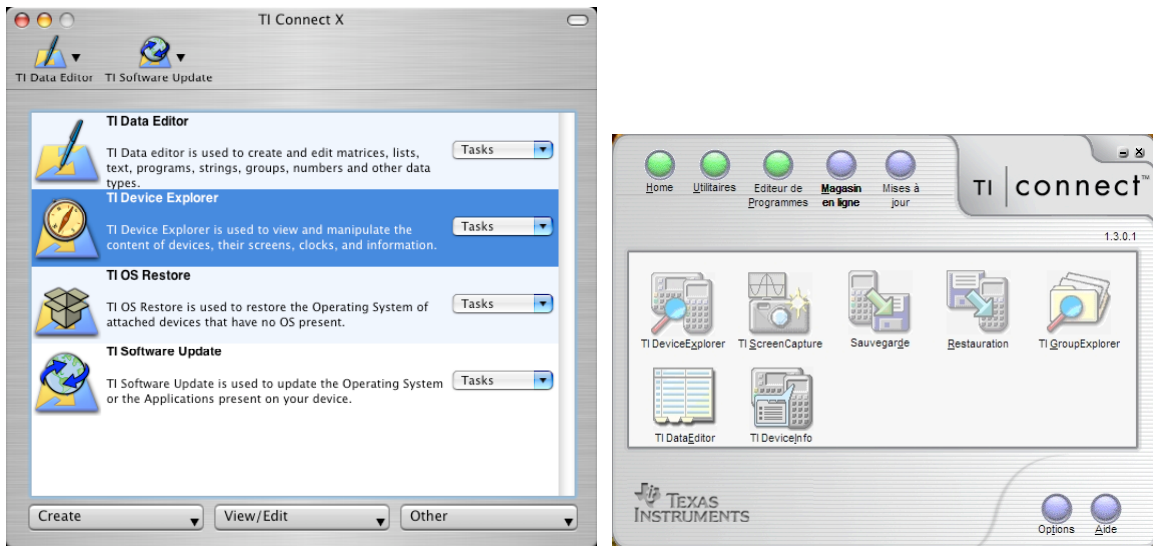 TI Connect X
TI Data Editor
TI Software Update
TI Data Editor
TI Data editor is used to create and edit matrices, lists,
text, programs, strings, groups, numbers and other data
types.
Tasks
TI Device Explorer
TI Device Explorer is used to view and manipulate the
content of devices, their screens, clocks, and information.
Tasks
TI OS Restore
TI OS Restore is used to restore the Operating System of
attached devices that have no OS present.
Tasks
TI Software Update
TI Software Update is used to update the Operating System
or the Applications present on your device.
Tasks
Create
View/Edit
Other
Home
Utilitaires
Editeur de
Programmes
Magasin
en ligne
Mises à
jour
TI connect™
1.3.0.1
TI DeviceExplorer
TI ScreenCapture
Sauvegarde
Restauration
TI GroupExplorer
TI DataEditor
TI DeviceInfo
TEXAS
INSTRUMENTS
Options
Aide